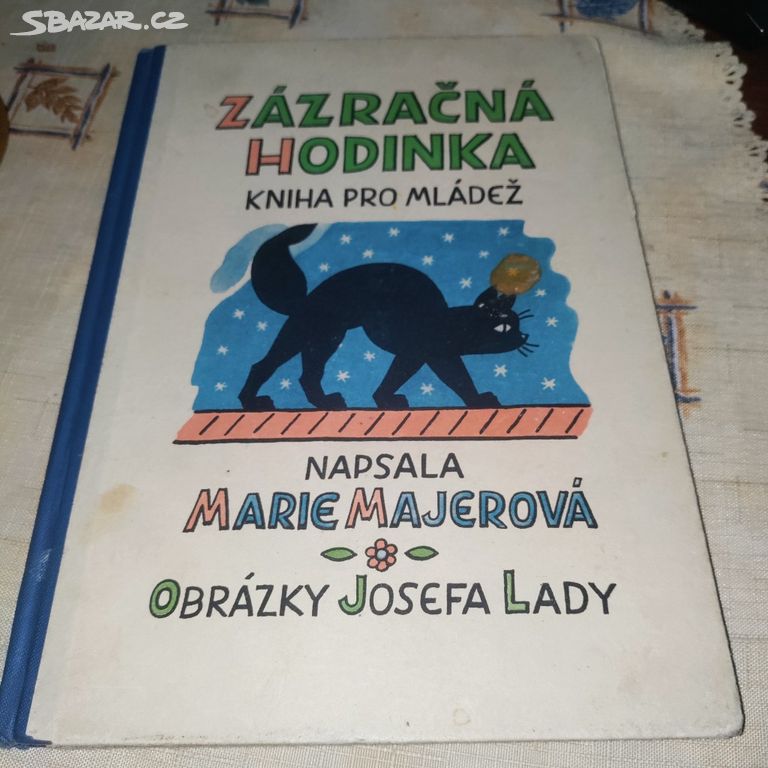 SBAZAR.CZ
ZÁZRAČNÁ
HODINKA
KNIHA PRO MLÁDEŽ
NAPSALA
MARIE MAJEROVÁ
OBRÁZKY JOSEFA LADY